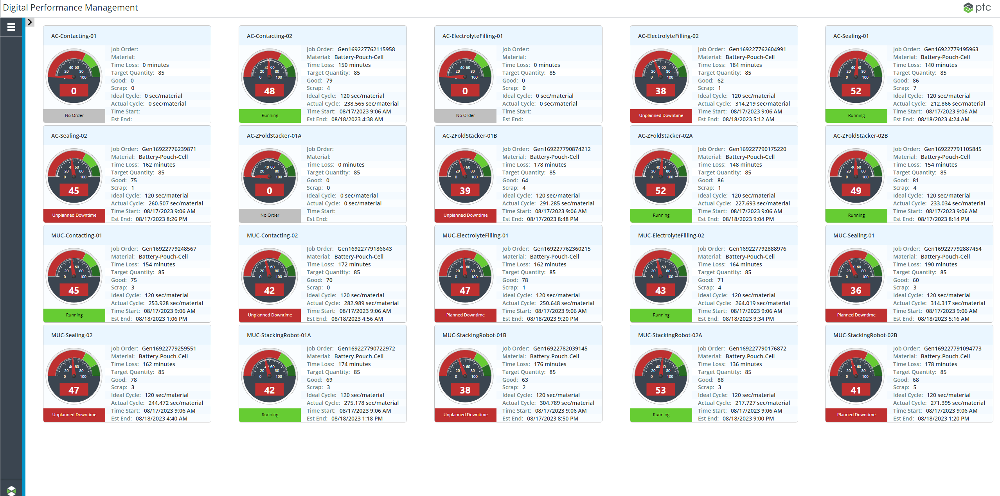 Digital Performance Management
ptc
AC-Contacting-01
Job Order:
Material:
Time Loss: 0 minutes
Target Quantity: 85
Good: 0
Scrap: 0
Ideal Cycle: 0 sec/material
Actual Cycle: 0 sec/material
Time Start:
Est End:
0 20 40 60 80 100
0
No Order
AC-Contacting-02
Job Order: Gen169227762115958
Material: Battery-Pouch-Cell
Time Loss: 150 minutes
Target Quantity: 85
Good: 79
Scrap: 4
Ideal Cycle: 120 sec/material
Actual Cycle: 238.565 sec/material
Time Start: 08/17/2023 9:06 AM
Est End: 08/18/2023 4:38 AM
0 20 80 100
48
Running
AC-ElectrolyteFilling-01
Job Order:
Material:
Time Loss: 0 minutes
Target Quantity: 85
Good: 0
Scrap: 0
Ideal Cycle: 0 sec/material
Actual Cycle: 0 sec/material
Time Start:
Est End:
20 40 60 80 100
0
No Order
AC-ElectrolyteFilling-02
Job Order: Gen169227762604991
Material: Battery-Pouch-Cell
Time Loss: 184 minutes
Target Quantity: 85
Good: 62
Scrap: 1
Ideal Cycle: 120 sec/material
Actual Cycle: 314.219 sec/material
Time Start: 08/17/2023 9:06 AM
Est End: 08/18/2023 5:12 AM
0 20 60 80 100
38
Unplanned Downtime
AC-Sealing-01
Job Order: Gen16922779195963
Material: Battery-Pouch-Cell
Time Loss: 140 minutes
Target Quantity: 85
Good: 86
Scrap: 7
Ideal Cycle: 120 sec/material
Actual Cycle: 212.866 sec/material
Time Start: 08/17/2023 9:06 AM
Est End: 08/18/2023 4:24 AM
0 20 40 80 100
52
Running
AC-Sealing-02
Job Order: Gen16922776239871
Material: Battery-Pouch-Cell
Time Loss: 162 minutes
Target Quantity: 85
Good: 75
Scrap: 1
Ideal Cycle: 120 sec/material
Actual Cycle: 260.507 sec/material
Time Start: 08/17/2023 9:06 AM
Est End: 08/17/2023 8:26 PM
0 20 60 80 100
45
Unplanned Downtime
AC-ZFoldStacker-01A
Job Order:
Material:
Time Loss: 0 minutes
Target Quantity: 85
Good: 0
Scrap: 0
Ideal Cycle: 0 sec/material
Actual Cycle: 0 sec/material
Time Start:
Est End:
20 40 60 80 100
0
No Order
AC-ZFoldStacker-01B
Job Order: Gen169227790874212
Material: Battery-Pouch-Cell
Time Loss: 178 minutes
Target Quantity: 85
Good: 64
Scrap: 4
Ideal Cycle: 120 sec/material
Actual Cycle: 291.285 sec/material
Time Start: 08/17/2023 9:06 AM
Est End: 08/17/2023 8:48 PM
0 20 60 80 100
39
Unplanned Downtime
AC-ZFoldStacker-02A
Job Order: Gen169227790175220
Material: Battery-Pouch-Cell
Time Loss: 148 minutes
Target Quantity: 85
Good: 86
Scrap: 1
Ideal Cycle: 120 sec/material
Actual Cycle: 227.693 sec/material
Time Start: 08/17/2023 9:06 AM
Est End: 08/18/2023 9:04 PM
0 20 40 80 100
52
Running
AC-ZFoldStacker-02B
Job Order: Gen169227791105845
Material: Battery-Pouch-Cell
Time Loss: 154 minutes
Target Quantity: 85
Good: 81
Scrap: 4
Ideal Cycle: 120 sec/material
Actual Cycle: 233.034 sec/material
Time Start: 08/17/2023 9:06 AM
Est End: 08/17/2023 8:14 PM
0 20 80 100
49
Running
MUC-Contacting-01
Job Order: Gen16922779248567
Material: Battery-Pouch-Cell
Time Loss: 154 minutes
Target Quantity: 85
Good: 75
Scrap: 3
Ideal Cycle: 120 sec/material
Actual Cycle: 253.928 sec/material
Time Start: 08/17/2023 9:06 AM
Est End: 08/18/2023 1:06 PM
0 20 60 80 100
45
Running
MUC-Contacting-02
Job Order: Gen16922779186643
Material: Battery-Pouch-Cell
Time Loss: 172 minutes
Target Quantity: 85
Good: 70
Scrap: 0
Ideal Cycle: 120 sec/material
Actual Cycle: 282.989 sec/material
Time Start: 08/17/2023 9:06 AM
Est End: 08/18/2023 4:56 AM
0 20 60 80 100
42
Unplanned Downtime
MUC-ElectrolyteFilling-01
Job Order: Gen169227762360215
Material: Battery-Pouch-Cell
Time Loss: 162 minutes
Target Quantity: 85
Good: 78
Scrap: 1
Ideal Cycle: 120 sec/material
Actual Cycle: 250.648 sec/material
Time Start: 08/17/2023 9:06 AM
Est End: 08/18/2023 9:20 PM
0 20 60 80 100
47
Planned Downtime
MUC-ElectrolyteFilling-02
Job Order: Gen169227792888976
Material: Battery-Pouch-Cell
Time Loss: 164 minutes
Target Quantity: 85
Good: 71
Scrap: 4
Ideal Cycle: 120 sec/material
Actual Cycle: 264.019 sec/material
Time Start: 08/17/2023 9:06 AM
Est End: 08/18/2023 9:34 PM
0 20 60 80 100
43
Running
MUC-Sealing-01
Job Order: Gen169227792887454
Material: Battery-Pouch-Cell
Time Loss: 190 minutes
Target Quantity: 85
Good: 60
Scrap: 3
Ideal Cycle: 120 sec/material
Actual Cycle: 314.317 sec/material
Time Start: 08/17/2023 9:06 AM
Est End: 08/18/2023 5:16 AM
0 20 60 80 100
36
Planned Downtime
MUC-Sealing-02
Job Order: Gen16922779259551
Material: Battery-Pouch-Cell
Time Loss: 162 minutes
Target Quantity: 85
Good: 78
Scrap: 3
Ideal Cycle: 120 sec/material
Actual Cycle: 244.472 sec/material
Time Start: 08/17/2023 9:06 AM
Est End: 08/18/2023 4:40 AM
0 20 60 80 100
47
Unplanned Downtime
MUC-StackingRobot-01A
Job Order: Gen169227790722972
Material: Battery-Pouch-Cell
Time Loss: 174 minutes
Target Quantity: 85
Good: 69
Scrap: 3
Ideal Cycle: 120 sec/material
Actual Cycle: 275.178 sec/material
Time Start: 08/17/2023 9:06 AM
Est End: 08/18/2023 1:18 PM
0 20 60 80 100
42
Running
MUC-StackingRobot-01B
Job Order: Gen16922782039145
Material: Battery-Pouch-Cell
Time Loss: 176 minutes
Target Quantity: 85
Good: 63
Scrap: 2
Ideal Cycle: 120 sec/material
Actual Cycle: 304.789 sec/material
Time Start: 08/17/2023 9:06 AM
Est End: 08/17/2023 8:50 PM
0 20 60 80 100
38
Unplanned Downtime
MUC-StackingRobot-02A
Job Order: Gen169227790176872
Material: Battery-Pouch-Cell
Time Loss: 136 minutes
Target Quantity: 85
Good: 88
Scrap: 3
Ideal Cycle: 120 sec/material
Actual Cycle: 217.727 sec/material
Time Start: 08/17/2023 9:06 AM
Est End: 08/18/2023 9:00 PM
0 20 40 80 100
53
Running
MUC-StackingRobot-02B
Job Order: Gen169227791094773
Material: Battery-Pouch-Cell
Time Loss: 178 minutes
Target Quantity: 85
Good: 68
Scrap: 5
Ideal Cycle: 120 sec/material
Actual Cycle: 271.395 sec/material
Time Start: 08/17/2023 9:06 AM
Est End: 08/18/2023 1:20 PM
0 20 60 80 100
41
Planned Downtime